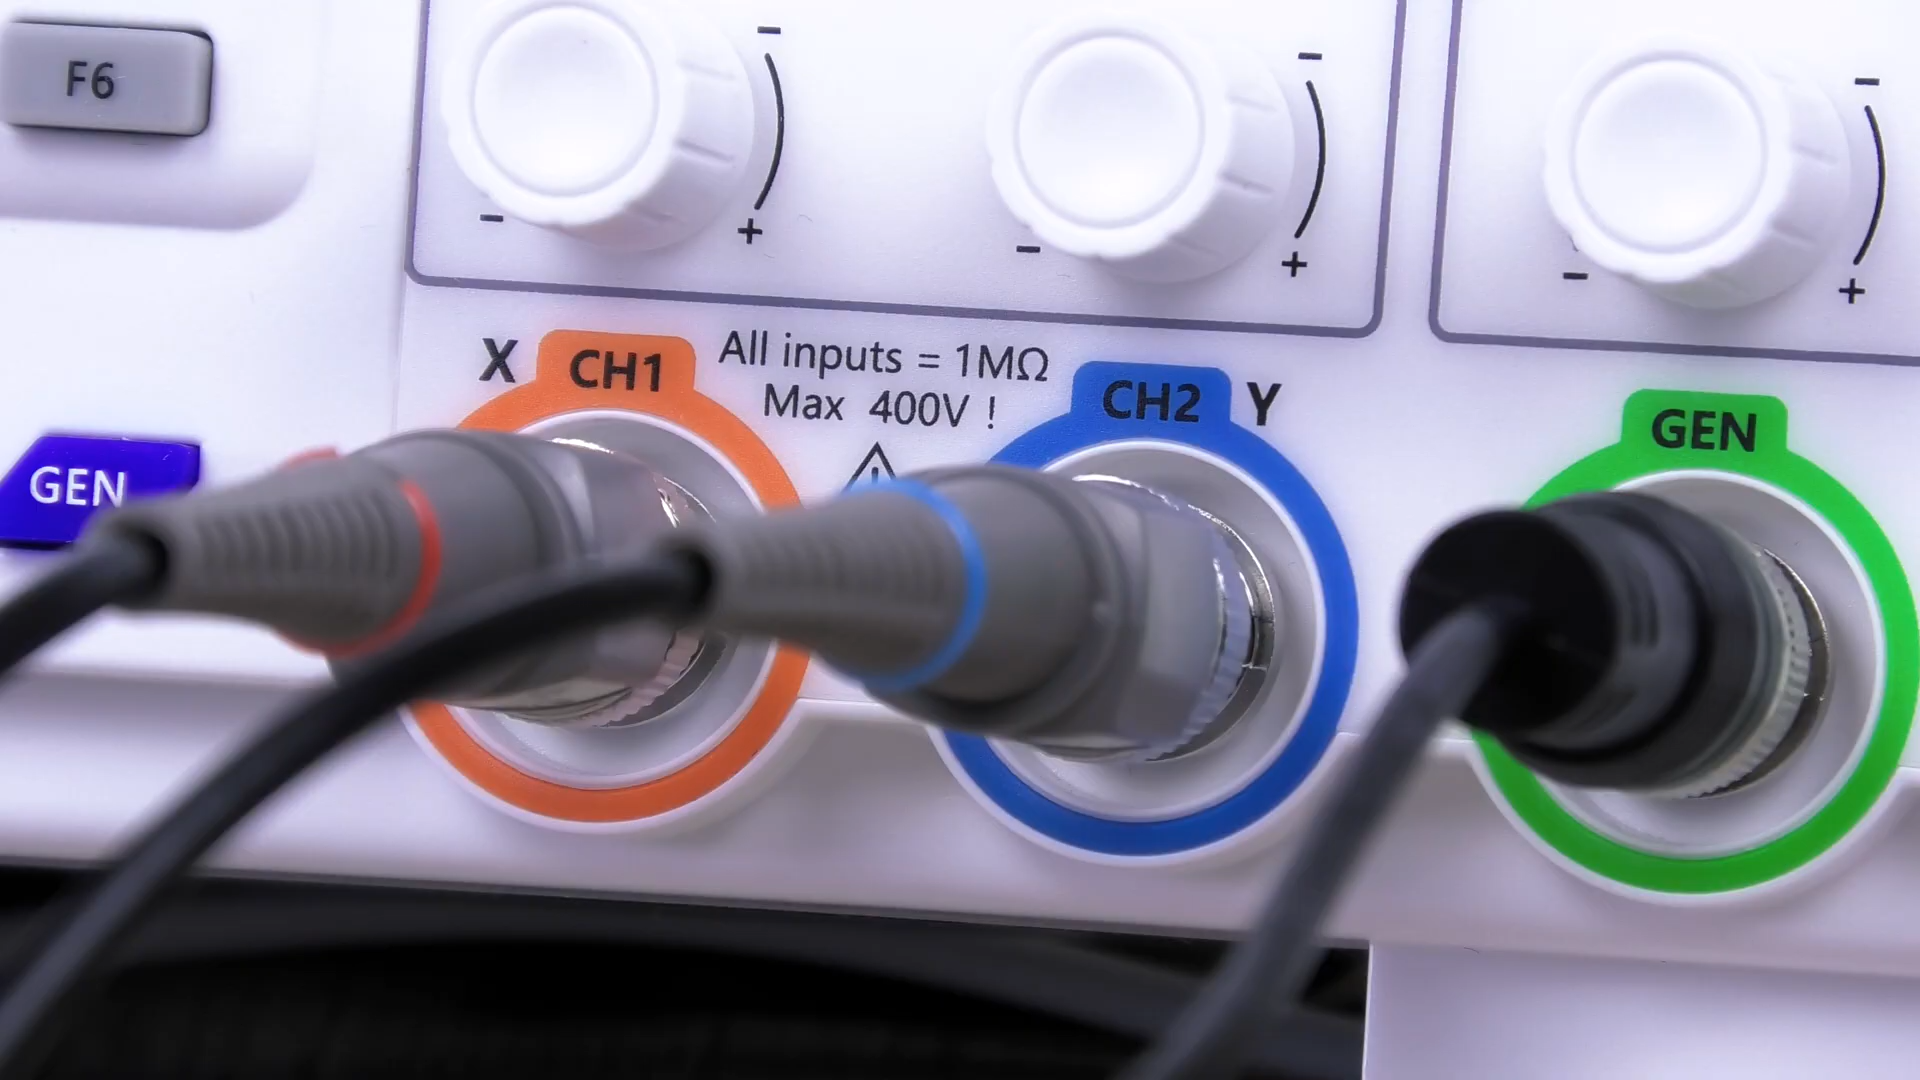 F6
-
-
-
-
+
-
+
-
-
+
X CH1
All inputs = 1MΩ
Max 400V !
CH2 Y
GEN
GEN